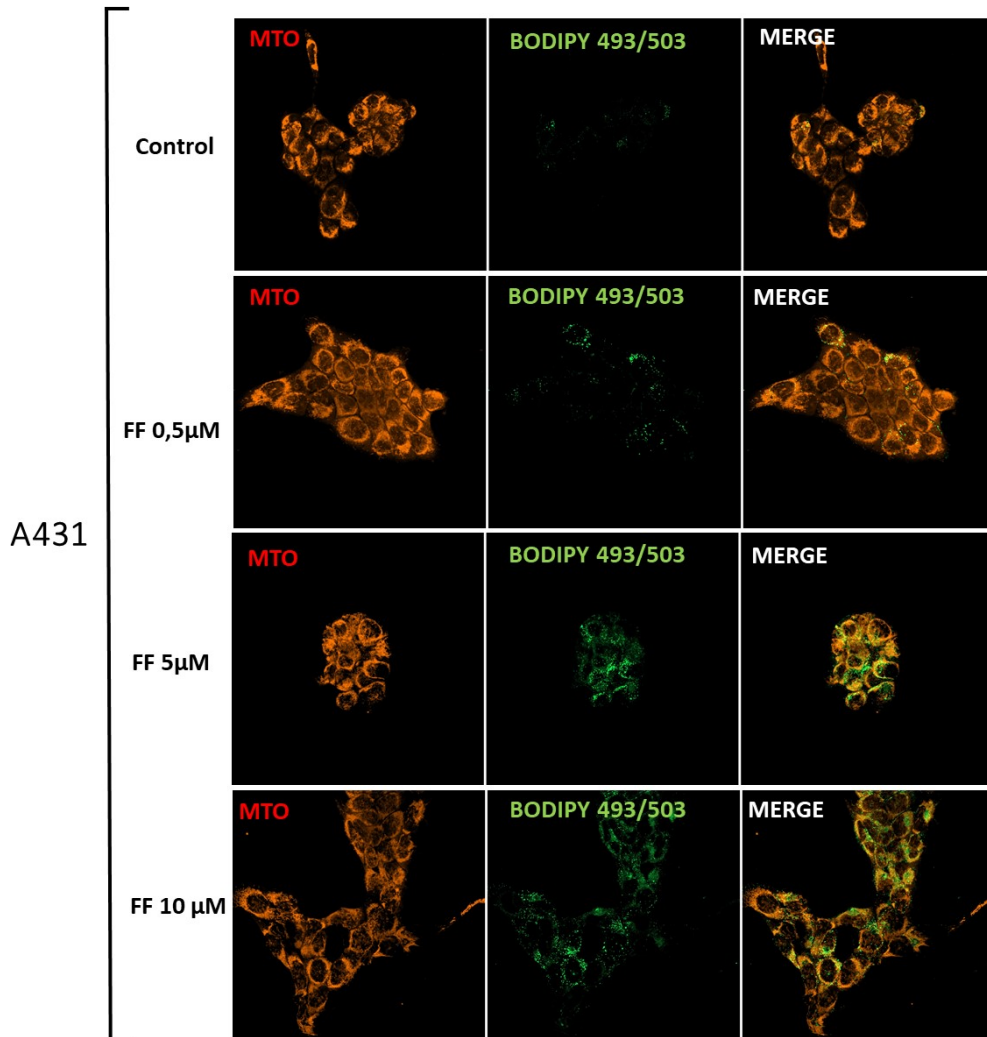 MTO BODIPY 493/503 MERGE
Control
MTO BODIPY 493/503 MERGE
FF 0,5µM
A431
MTO BODIPY 493/503 MERGE
FF 5µM
MTO BODIPY 493/503 MERGE
FF 10 µM